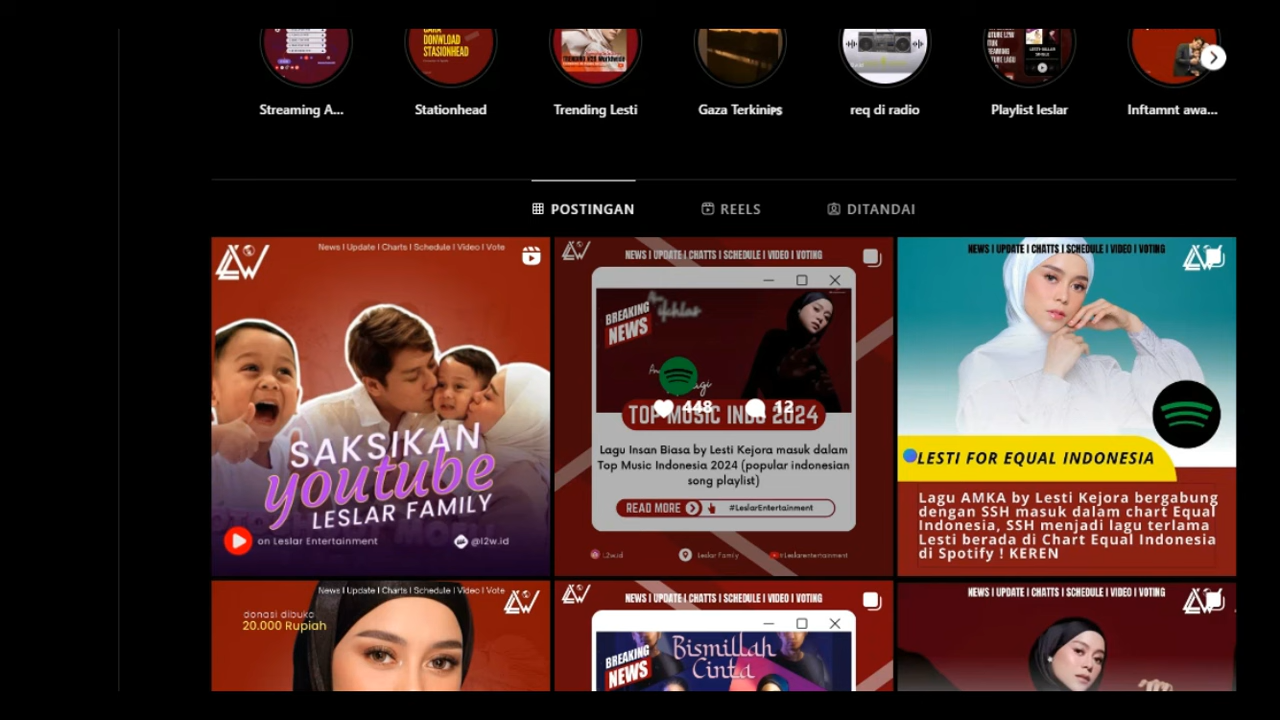 CARA
DONWLOAD
STASIONHEAD
Streaming A...
Stationhead
Trending Lesti
Gaza Terkini🇵🇸
req di radio
Playlist leslar
Inftamnt awa...
POSTINGAN
REELS
DITANDAI
News I Update I Charts I Schedule I Video I Vote
SAKSIKAN
youtube
LESLAR FAMILY
on Leslar Entertainment
@l2w.id
NEWS I UPDATE I CHATTS I SCHEDULE I VIDEO I VOTING
BREAKING
NEWS
448
12
TOP MUSIC INDO 2024
Lagu Insan Biasa by Lesti Kejora masuk dalam
Top Music Indonesia 2024 (popular indonesian
song playlist)
READ MORE
#LeslarEntertainment
L2w.id
Leslar Family
#Leslarentertainment
NEWS I UPDATE I CHATTS I SCHEDULE I VIDEO I VOTING
LESTI FOR EQUAL INDONESIA
Lagu AMKA by Lesti Kejora bergabung
dengan SSH masuk dalam chart Equal
Indonesia, SSH menjadi lagu terlama
Lesti berada di Chart Equal Indonesia
di Spotify ! KEREN
News I Update I Charts I Schedule I Video I Vote
donasi dibuka
20.000 Rupiah
NEWS I UPDATE I CHATTS I SCHEDULE I VIDEO I VOTING
BREAKING
NEWS
Bismillah
Cinta
NEWS I UPDATE I CHATTS I SCHEDULE I VIDEO I VOTING